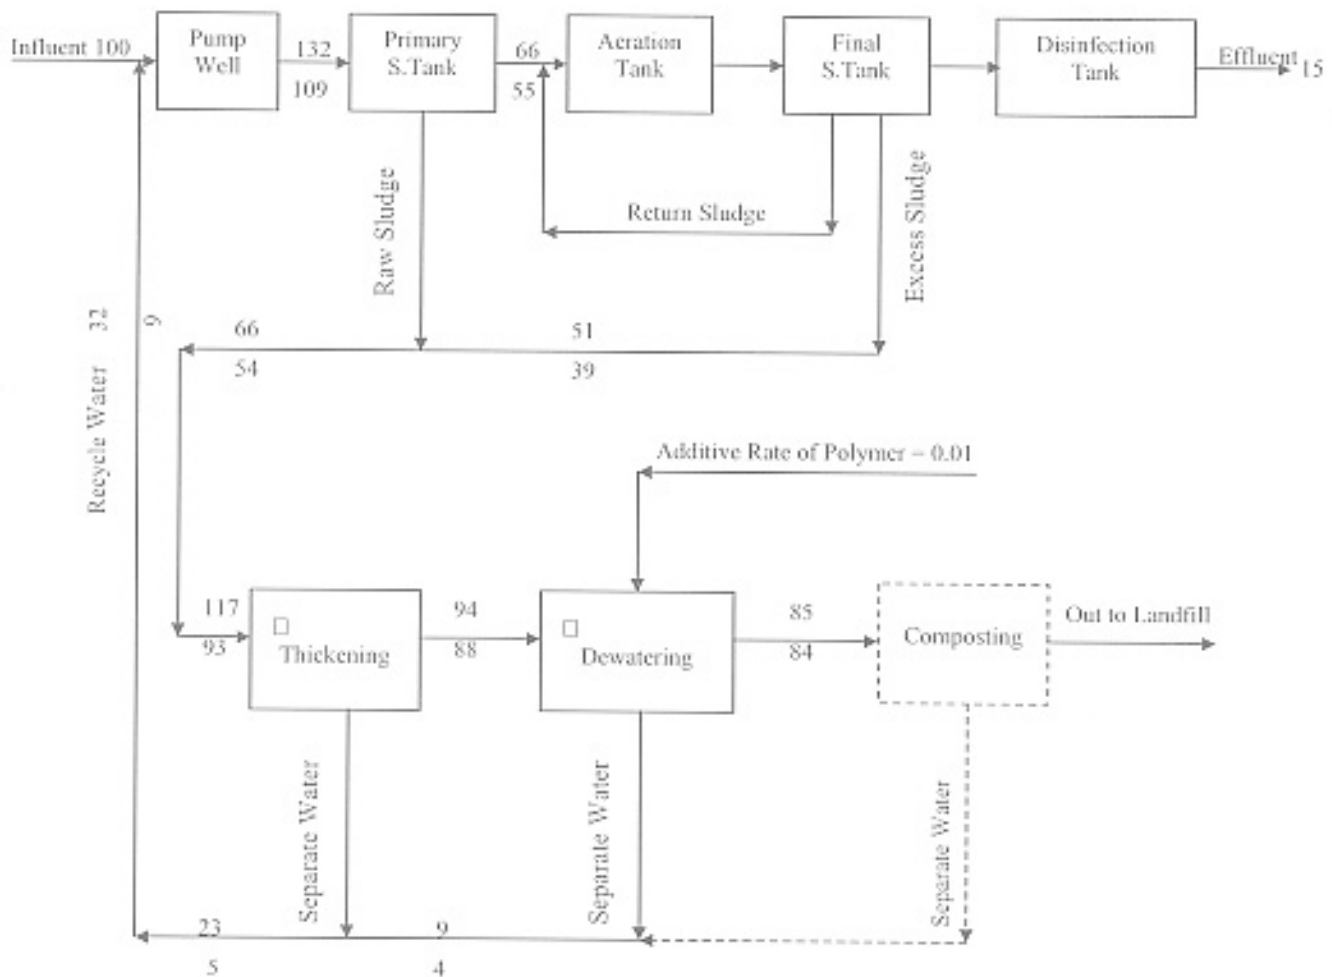 Influent 100
Pump
Well
132
109
Primary
S.Tank
66
55
Aeration
Tank
Final
S.Tank
Disinfection
Tank
Effluent 15
Raw Sludge
Return Sludge
Excess Sludge
Recycle Water
32
9
66
54
51
39
Additive Rate of Polymer = 0.01
117
93
Thickening
94
88
Dewatering
85
84
Composting
Out to Landfill
Separate Water
Separate Water
Separate Water
23
5
9
4